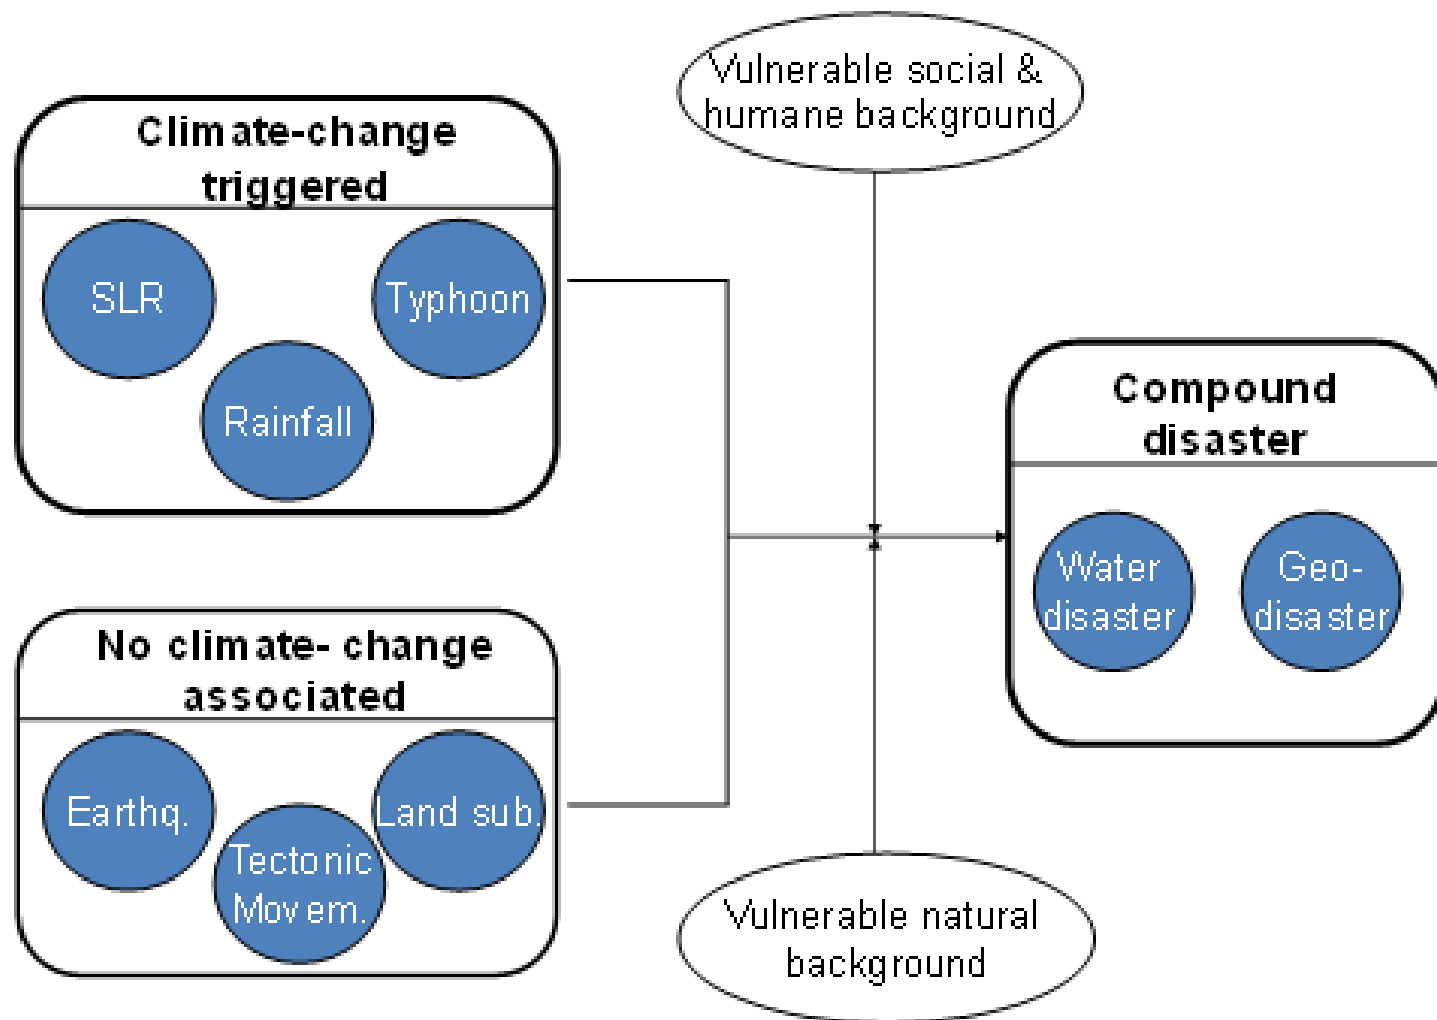 Vulnerable social &
humane background
Climate-change
triggered
SLR
Typhoon
Rainfall
Compound
disaster
Water
disaster
Geo-
disaster
No climate- change
associated
Earthq.
Land sub.
Tectonic
Movem.
Vulnerable natural
background